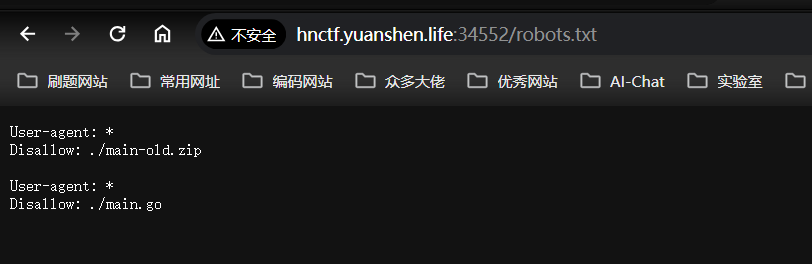 不安全 hnctf.yuanshen.life:34552/robots.txt
刷题网站 常用网址 编码网站 众多大佬 优秀网站 AI-Chat 实验室
User-agent: *
Disallow: ./main-old.zip
User-agent: *
Disallow: ./main.go